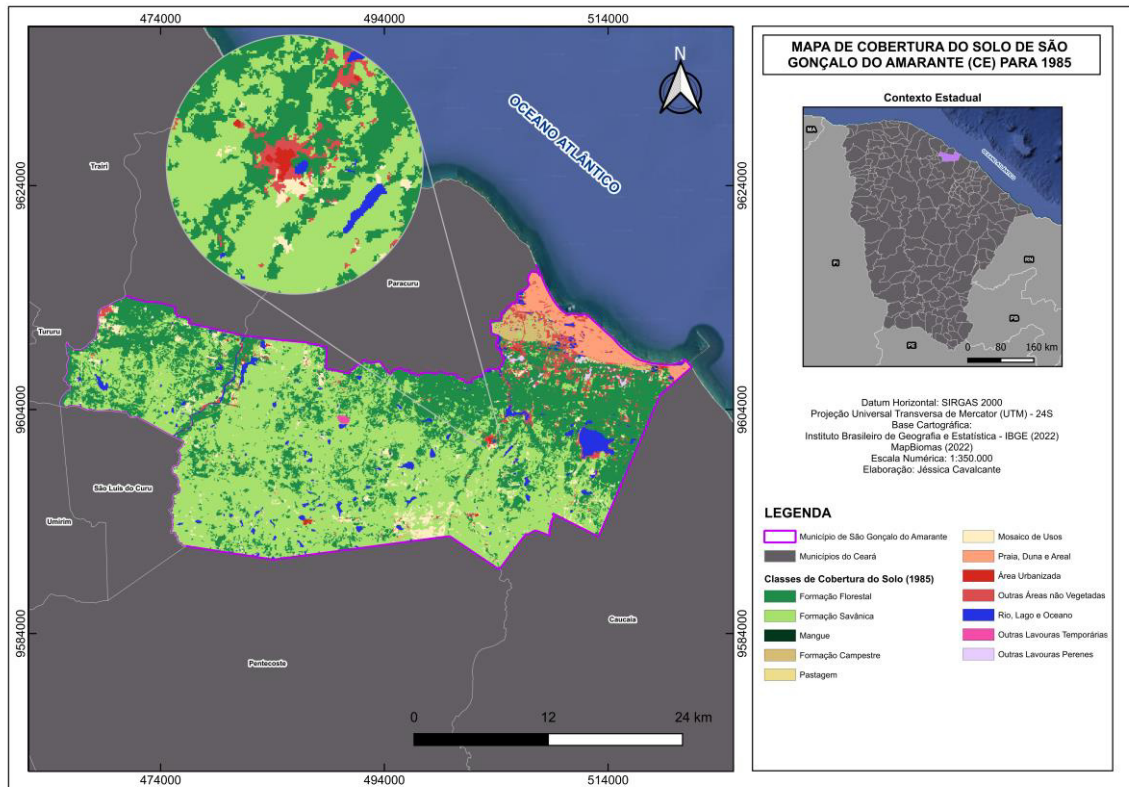 474000
494000
514000
9624000
9604000
9584000
9624000
9604000
9584000
474000
494000
514000
N
OCEANO ATLÂNTICO
Trairi
Paracuru
Tururu
São Luís do Curu
Umirim
Pentecoste
Caucaia
0 12 24 km
MAPA DE COBERTURA DO SOLO DE SÃO
GONÇALO DO AMARANTE (CE) PARA 1985
Contexto Estadual
MA
OCEANO ATLÂNTICO
PI
RN
PB
PE
0 80 160 km
Datum Horizontal: SIRGAS 2000
Projeção Universal Transversa de Mercator (UTM) - 24S
Base Cartográfica:
Instituto Brasileiro de Geografia e Estatística - IBGE (2022)
MapBiomas (2022)
Escala Numérica: 1:350.000
Elaboração: Jéssica Cavalcante
LEGENDA
Município de São Gonçalo do Amarante
Municípios do Ceará
Classes de Cobertura do Solo (1985)
Formação Florestal
Formação Savânica
Mangue
Formação Campestre
Pastagem
Mosaico de Usos
Praia, Duna e Areal
Área Urbanizada
Outras Áreas não Vegetadas
Rio, Lago e Oceano
Outras Lavouras Temporárias
Outras Lavouras Perenes